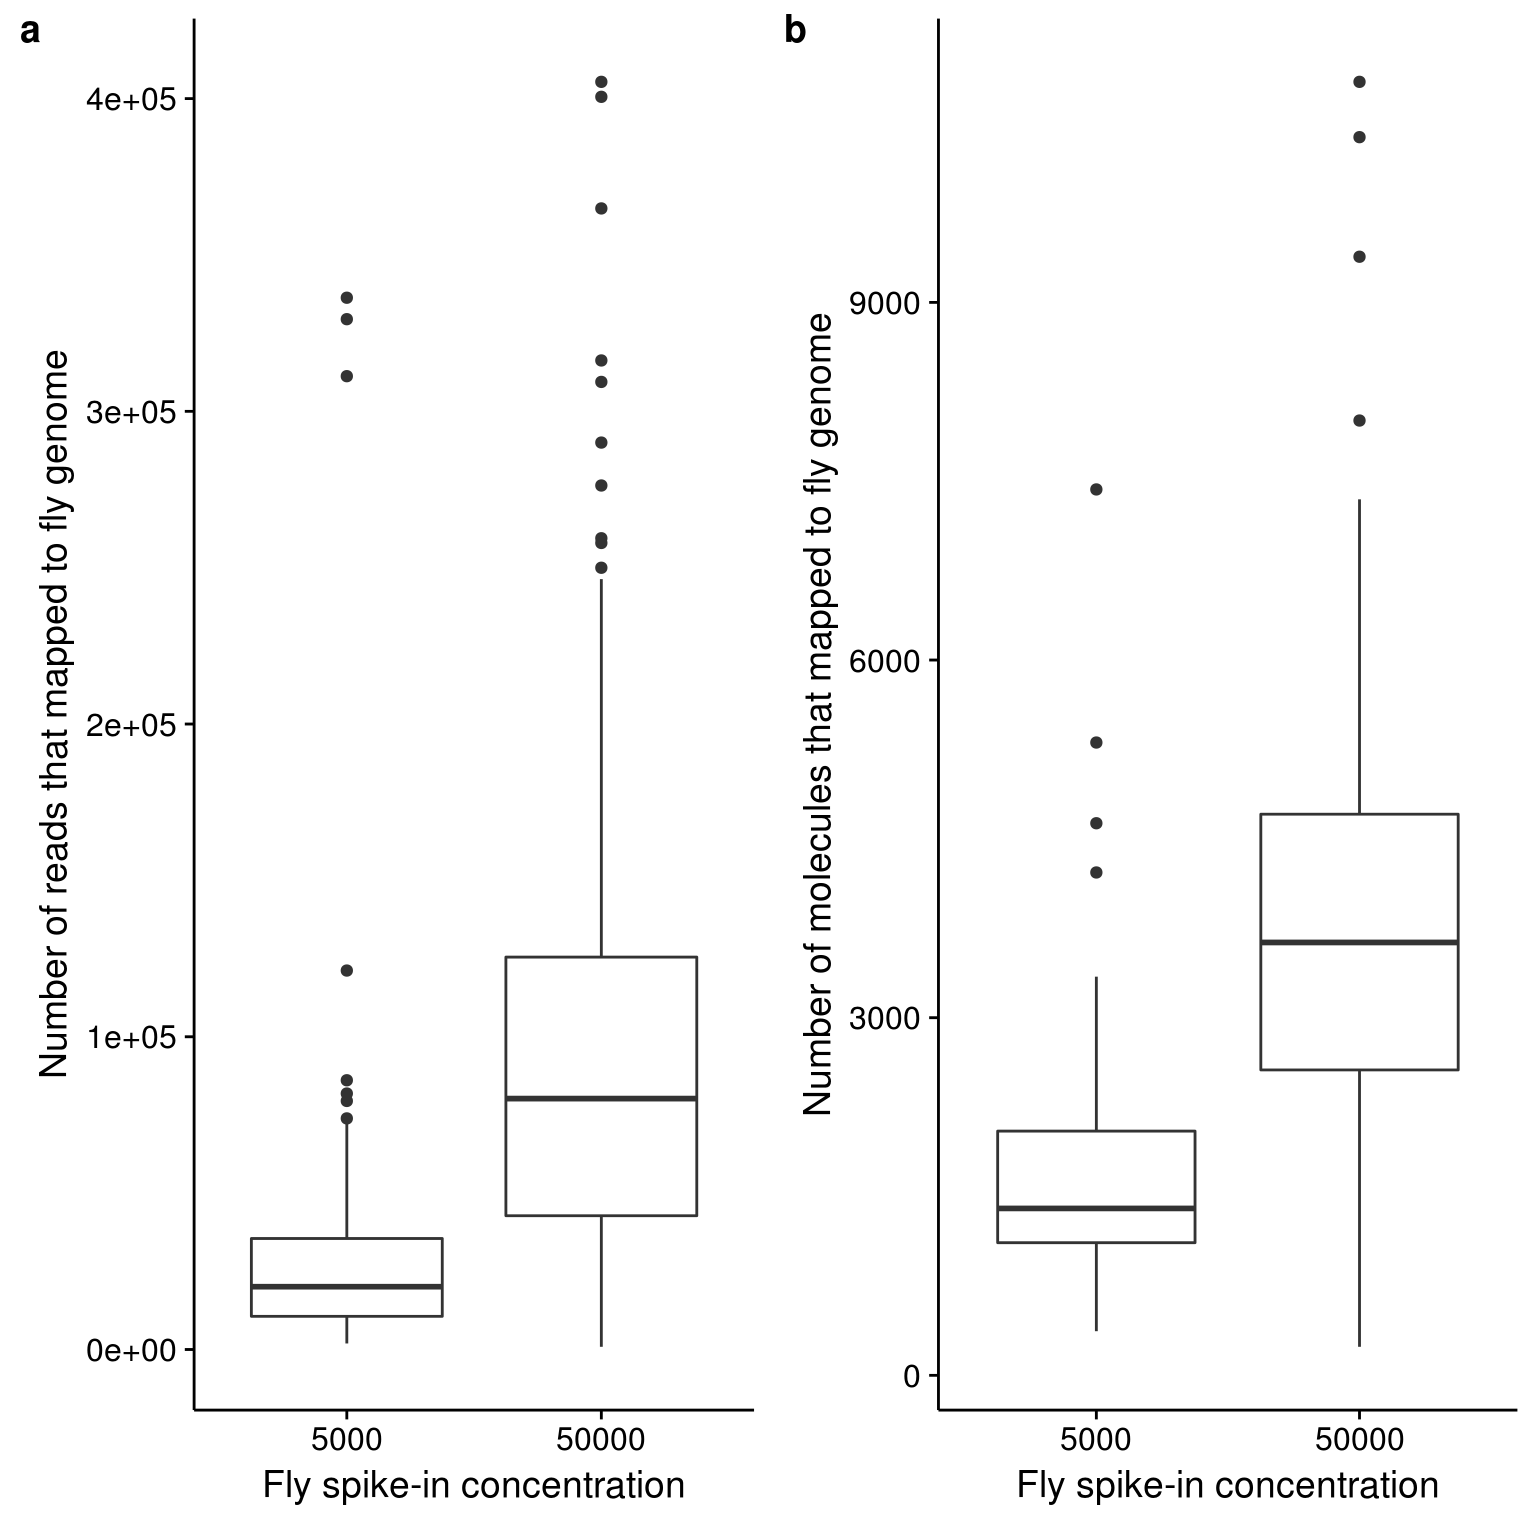 a
Number of reads that mapped to fly genome
4e+05
3e+05
2e+05
1e+05
0e+00
5000 50000
Fly spike-in concentration
b
Number of molecules that mapped to fly genome
9000
6000
3000
0
5000 50000
Fly spike-in concentration